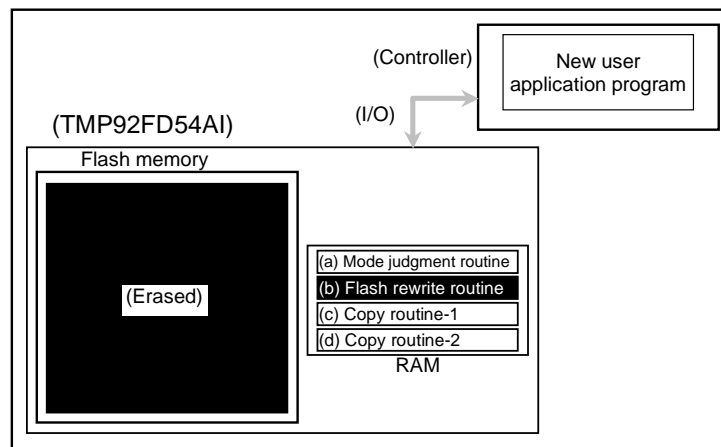 (Controller)
New user
application program
(I/O)
(TMP92FD54AI)
Flash memory
(Erased)
(a) Mode judgment routine
(b) Flash rewrite routine
(c) Copy routine-1
(d) Copy routine-2
RAM